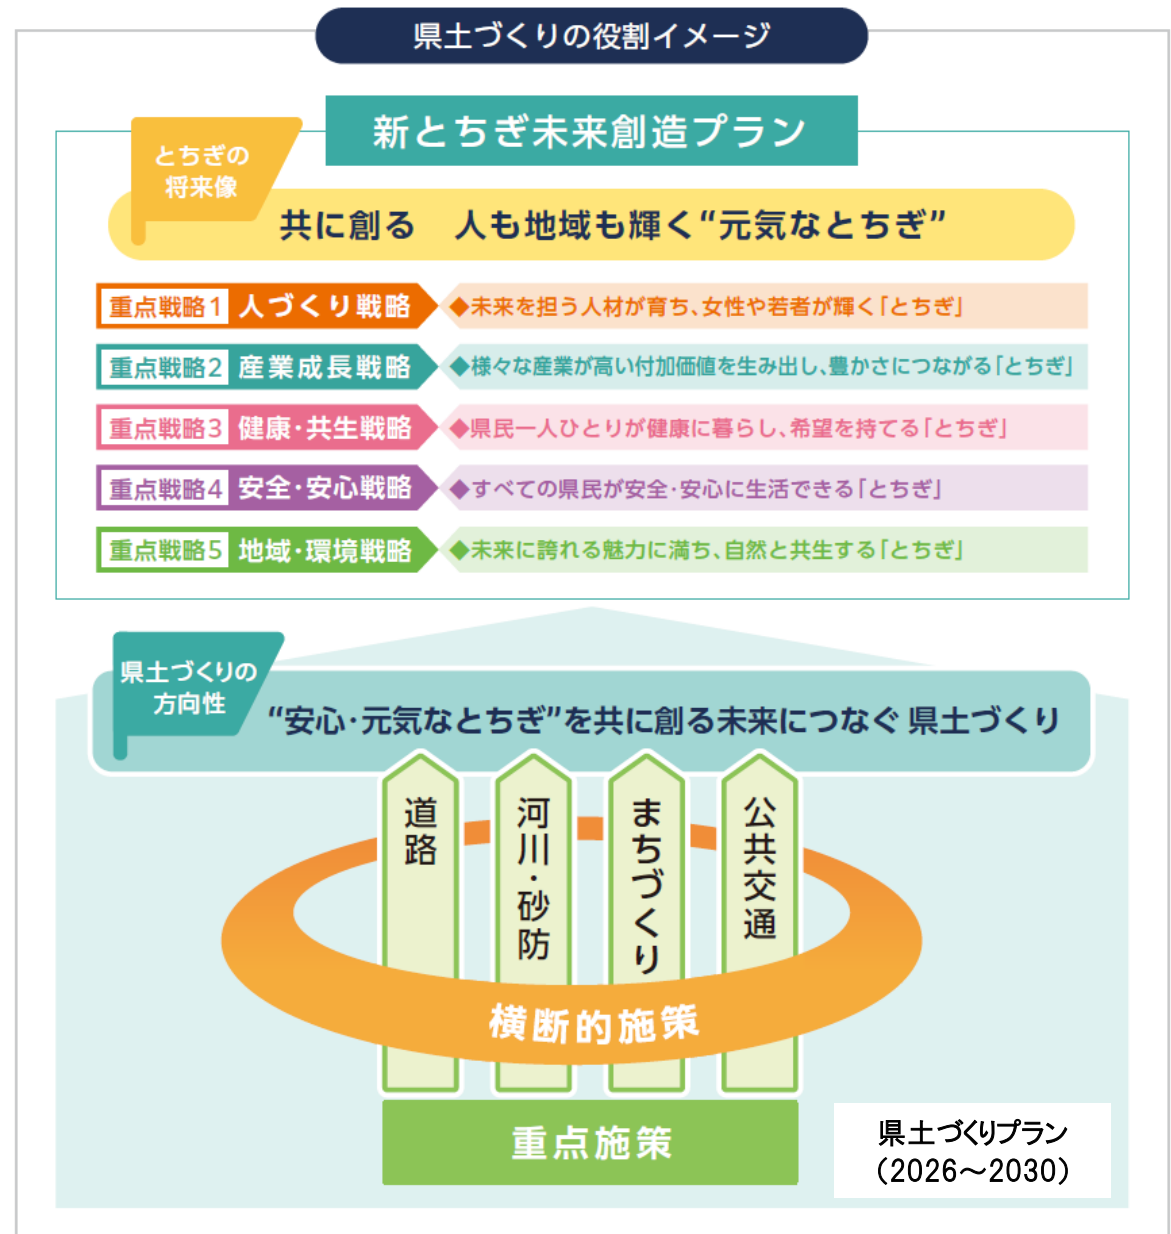 県土づくりの役割イメージ
新とちぎ未来創造プラン
とちぎの
将来像
共に創る　人も地域も輝く“元気なとちぎ”
重点戦略1 人づくり戦略 ◆未来を担う人材が育ち、女性や若者が輝く「とちぎ」
重点戦略2 産業成長戦略 ◆様々な産業が高い付加価値を生み出し、豊かさにつながる「とちぎ」
重点戦略3 健康・共生戦略 ◆県民一人ひとりが健康に暮らし、希望を持てる「とちぎ」
重点戦略4 安全・安心戦略 ◆すべての県民が安全・安心に生活できる「とちぎ」
重点戦略5 地域・環境戦略 ◆未来に誇れる魅力に満ち、自然と共生する「とちぎ」
県土づくりの
方向性
“安心・元気なとちぎ”を共に創る未来につなぐ 県土づくり
道路
河川・砂防
まちづくり
公共交通
横断的施策
重点施策
県土づくりプラン
（2026～2030）